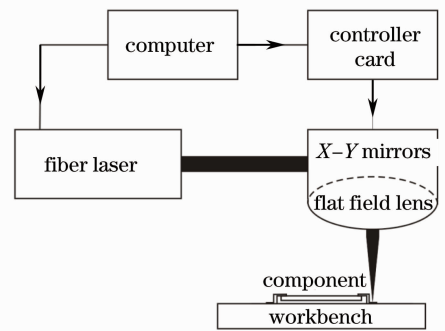 computer
controller
card
fiber laser
X–Y mirrors
flat field lens
component
workbench